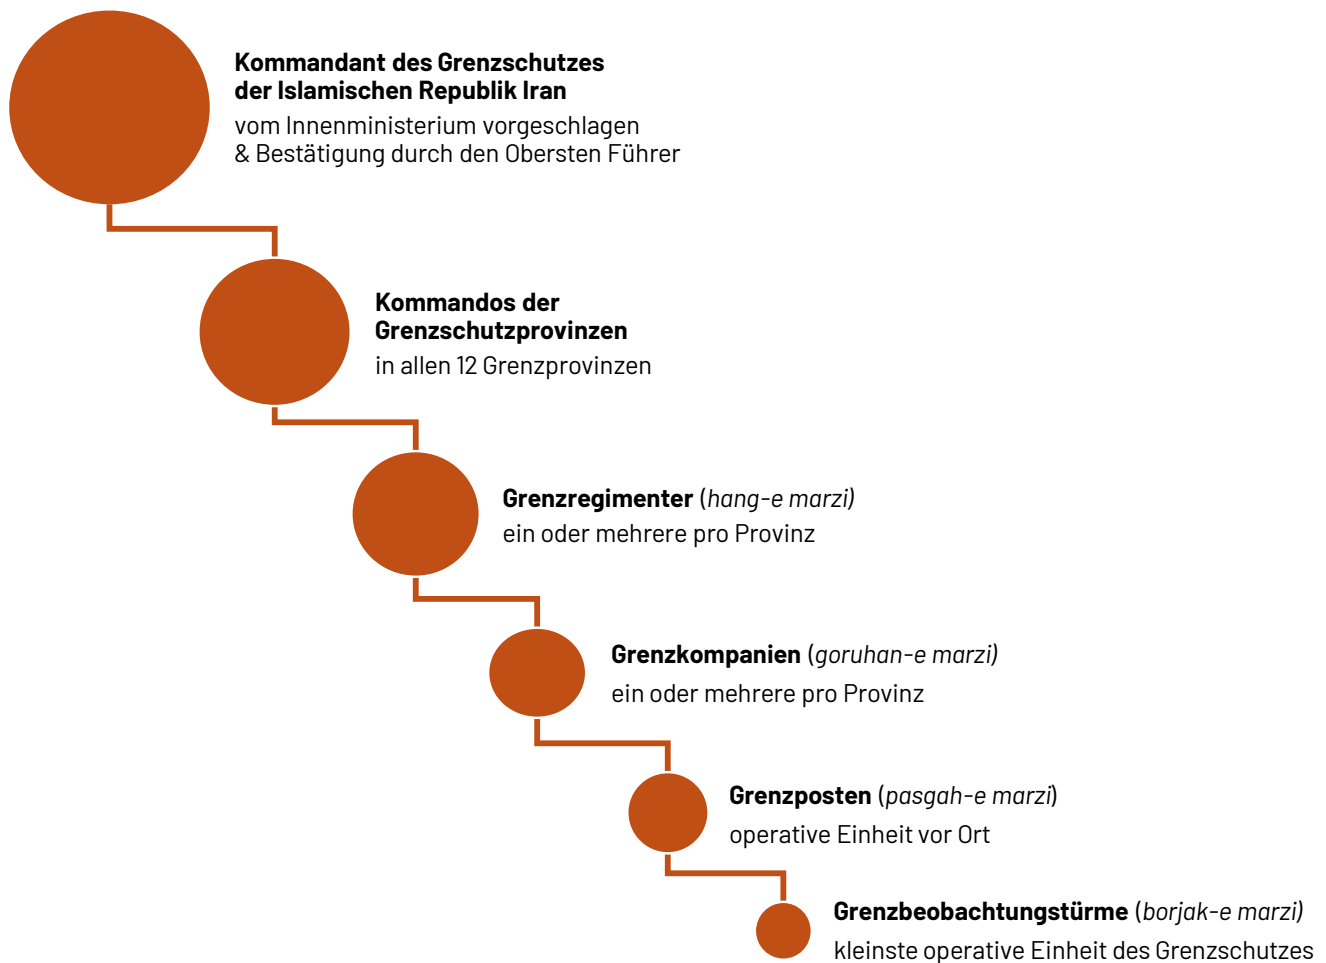 Kommandant des Grenzschutzes
der Islamischen Republik Iran
vom Innenministerium vorgeschlagen
& Bestätigung durch den Obersten Führer
Kommandos der
Grenzschutzprovinzen
in allen 12 Grenzprovinzen
Grenzregimenter (hang-e marzi)
ein oder mehrere pro Provinz
Grenzkompanien (goruhan-e marzi)
ein oder mehrere pro Provinz
Grenzposten (pasgah-e marzi)
operative Einheit vor Ort
Grenzbeobachtungstürme (borjak-e marzi)
kleinste operative Einheit des Grenzschutzes